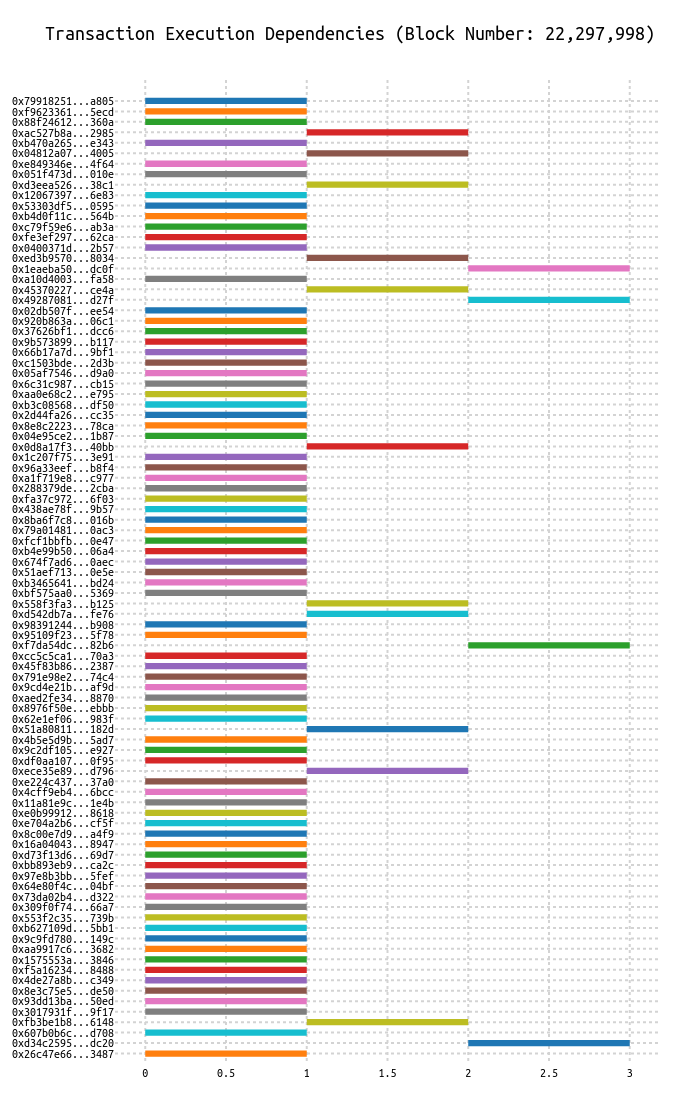 Transaction Execution Dependencies (Block Number: 22,297,998)
0x79918251...a805
0xf9623361...5ecd
0x88f24612...360a
0xac527b8a...2985
0xb470a265...e343
0x04812a07...4005
0xe849346e...4f64
0x051f473d...010e
0xd3eea526...38c1
0x12067397...6e83
0x53303df5...0595
0xb4d0f11c...564b
0xc79f59e6...ab3a
0xfe3ef297...62ca
0x0400371d...2b57
0xed3b9570...8034
0x1eaeba50...dc0f
0xa10d4003...fa58
0x45370227...ce4a
0x49287081...d27f
0x02db507f...ee54
0x920b863a...06c1
0x37626bf1...dcc6
0x9b573899...b117
0x66b17a7d...9bf1
0xc1503bde...2d3b
0x05af7546...d9a0
0x6c31c987...cb15
0xaa0e68c2...e795
0xb3c08568...df50
0x2d44fa26...cc35
0x8e8c2223...78ca
0x04e95ce2...1b87
0x0d8a17f3...40bb
0x1c207f75...3e91
0x96a33eef...b8f4
0xa1f719e8...c977
0x288379de...2cba
0xfa37c972...6f03
0x438ae78f...9b57
0x8ba6f7c8...016b
0x79a01481...0ac3
0xfcf1bbfb...0e47
0xb4e99b50...06a4
0x674f7ad6...0aec
0x51aef713...0e5e
0xb3465641...bd24
0xbf575aa0...5369
0x558f3fa3...b125
0xd542db7a...fe76
0x98391244...b908
0x95109f23...5f78
0xf7da54dc...82b6
0xcc5c5ca1...70a3
0x45f83b86...2387
0x791e98e2...74c4
0x9cd4e21b...af9d
0xaed2fe34...8870
0x8976f50e...ebbb
0x62e1ef06...983f
0x51a80811...182d
0x4b5e5d9b...5ad7
0x9c2df105...e927
0xdf0aa107...0f95
0xece35e89...d796
0xe224c437...37a0
0x4cff9eb4...6bcc
0x11a81e9c...1e4b
0xe0b99912...8618
0xe704a2b6...cf5f
0x8c00e7d9...a4f9
0x16a04043...8947
0xd73f13d6...69d7
0xbb893eb9...ca2c
0x97e8b3bb...5fef
0x64e80f4c...04bf
0x73da02b4...d322
0x309f0f74...66a7
0x553f2c35...739b
0xb627109d...5bb1
0x9c9fd780...149c
0xaa9917c6...3682
0x1575553a...3846
0xf5a16234...8488
0x4de27a8b...c349
0x8e3c75e5...de50
0x93dd13ba...50ed
0x3017931f...9f17
0xfb3be1b8...6148
0x607b0b6c...d708
0xd34c2595...dc20
0x26c47e66...3487
0 0.5 1 1.5 2 2.5 3